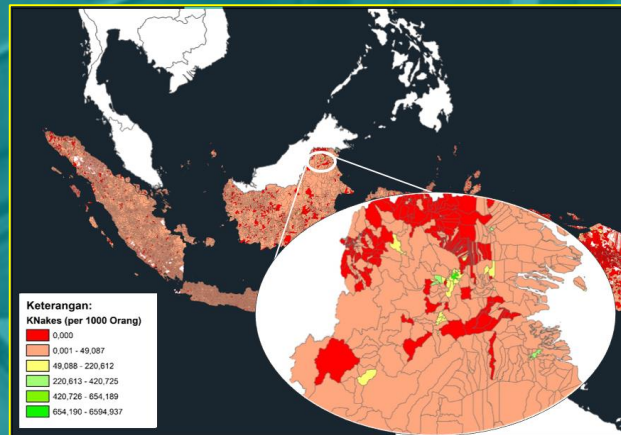 Keterangan:
KNakes (per 1000 Orang)
0,000
0,001 - 49,087
49,088 - 220,612
220,613 - 420,725
420,726 - 654,189
654,190 - 6594,937